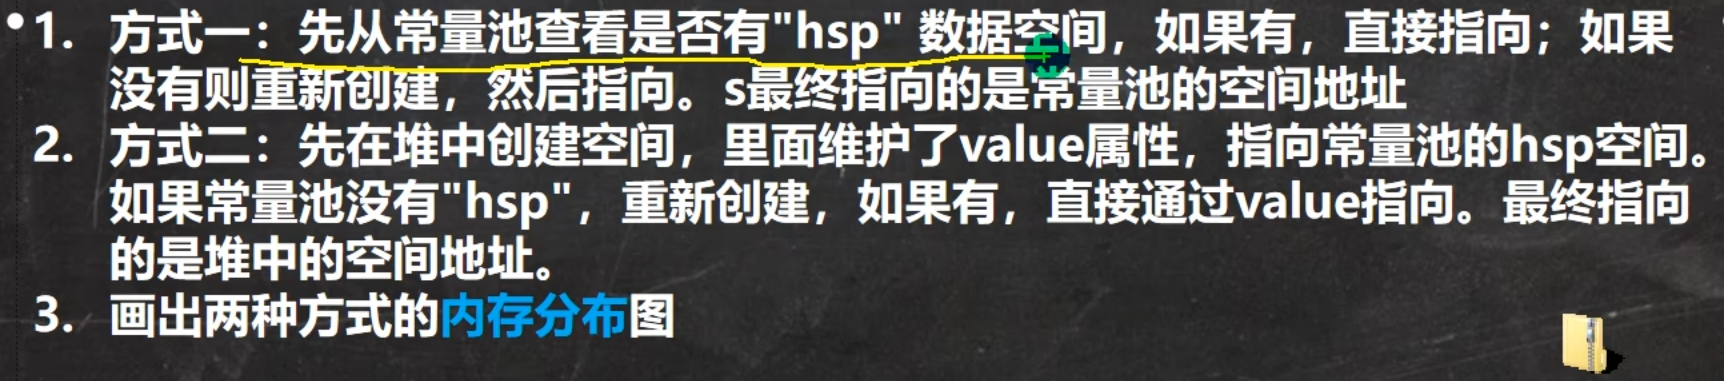 • 1. 方式一：先从常量池查看是否有"hsp" 数据空间，如果有，直接指向；如果
没有则重新创建，然后指向。s最终指向的是常量池的空间地址
2. 方式二：先在堆中创建空间，里面维护了value属性，指向常量池的hsp空间。
如果常量池没有"hsp"，重新创建，如果有，直接通过value指向。最终指向
的是堆中的空间地址。
3. 画出两种方式的内存分布图